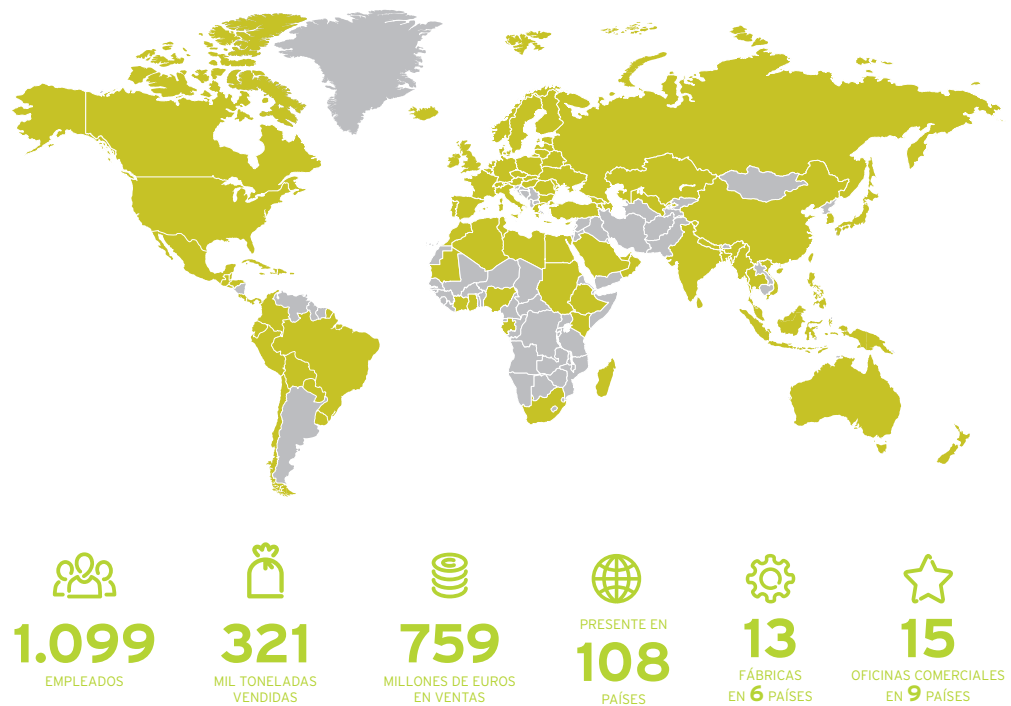 1.099
EMPLEADOS
321
MIL TONELADAS
VENDIDAS
759
MILLONES DE EUROS
EN VENTAS
PRESENTE EN
108
PAÍSES
13
FÁBRICAS
EN 6 PAÍSES
15
OFICINAS COMERCIALES
EN 9 PAÍSES